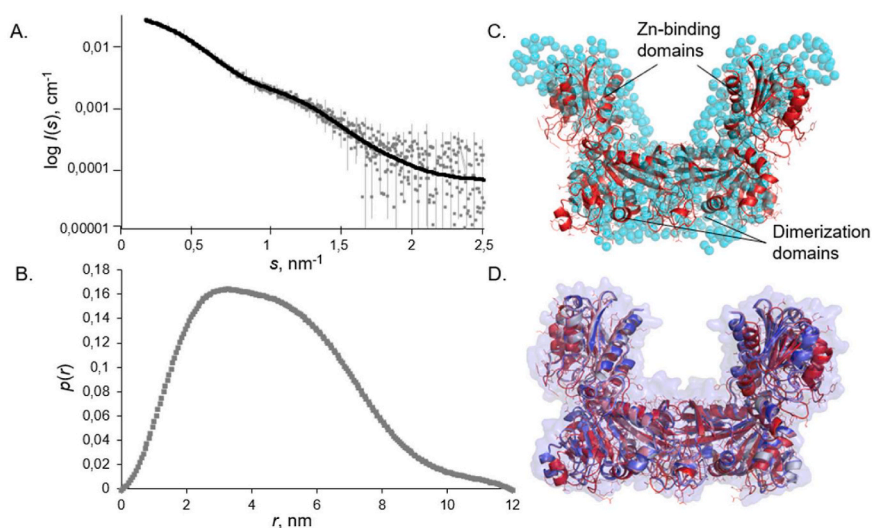 A.
log I(s), cm⁻¹
0,01
0,001
0,0001
0,00001
0
0,5
1
1,5
2
2,5
s, nm⁻¹
B.
p(r)
0,18
0,16
0,14
0,12
0,1
0,08
0,06
0,04
0,02
0
0
2
4
6
8
10
12
r, nm
C.
Zn-binding
domains
Dimerization
domains
D.